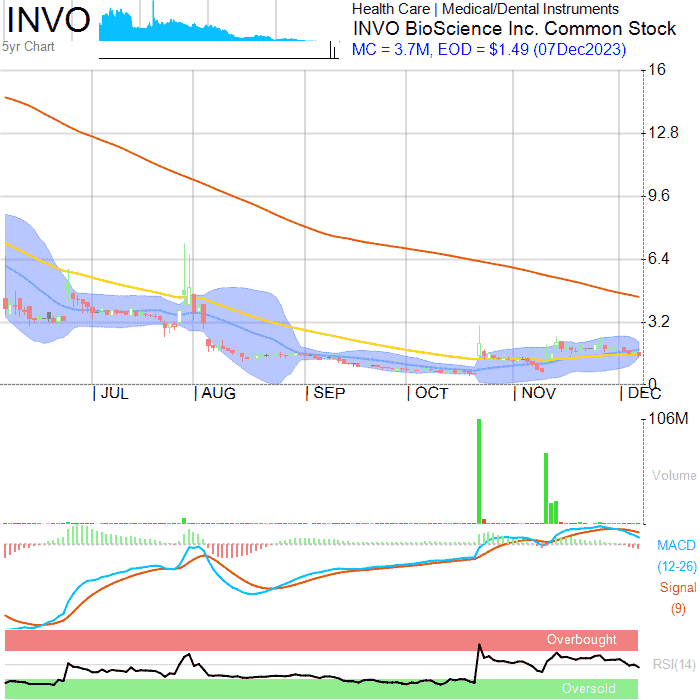 INVO
5yr Chart
Health Care | Medical/Dental Instruments
INVO BioScience Inc. Common Stock
MC = 3.7M, EOD = $1.49 (07Dec2023)
16
12.8
9.6
6.4
3.2
0
| JUL | AUG | SEP | OCT | NOV | DEC
106M
Volume
MACD
(12-26)
Signal
(9)
Overbought
RSI(14)
Oversold